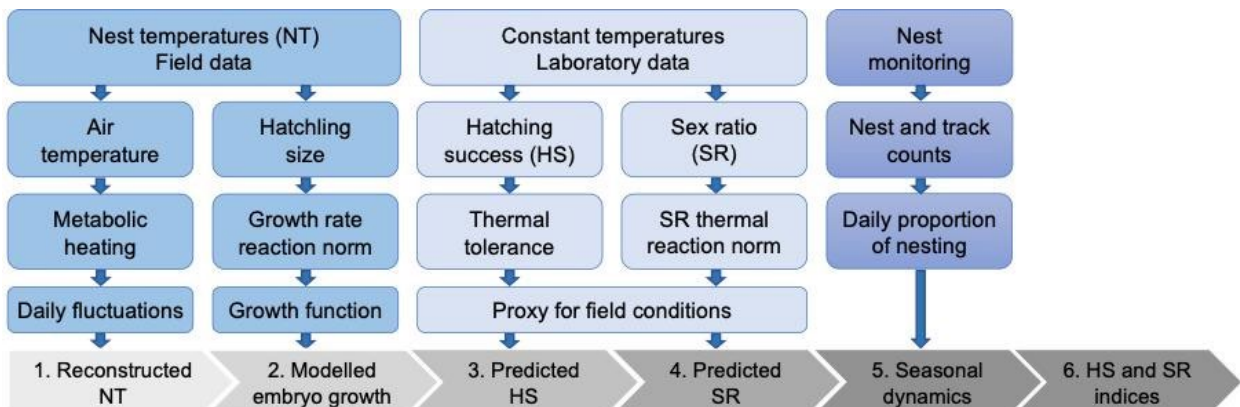 Nest temperatures (NT)
Field data
Constant temperatures
Laboratory data
Nest
monitoring
Air
temperature
Hatchling
size
Hatching
success (HS)
Sex ratio
(SR)
Nest and track
counts
Metabolic
heating
Growth rate
reaction norm
Thermal
tolerance
SR thermal
reaction norm
Daily proportion
of nesting
Daily fluctuations
Growth function
Proxy for field conditions
1. Reconstructed
NT
2. Modelled
embryo growth
3. Predicted
HS
4. Predicted
SR
5. Seasonal
dynamics
6. HS and SR
indices